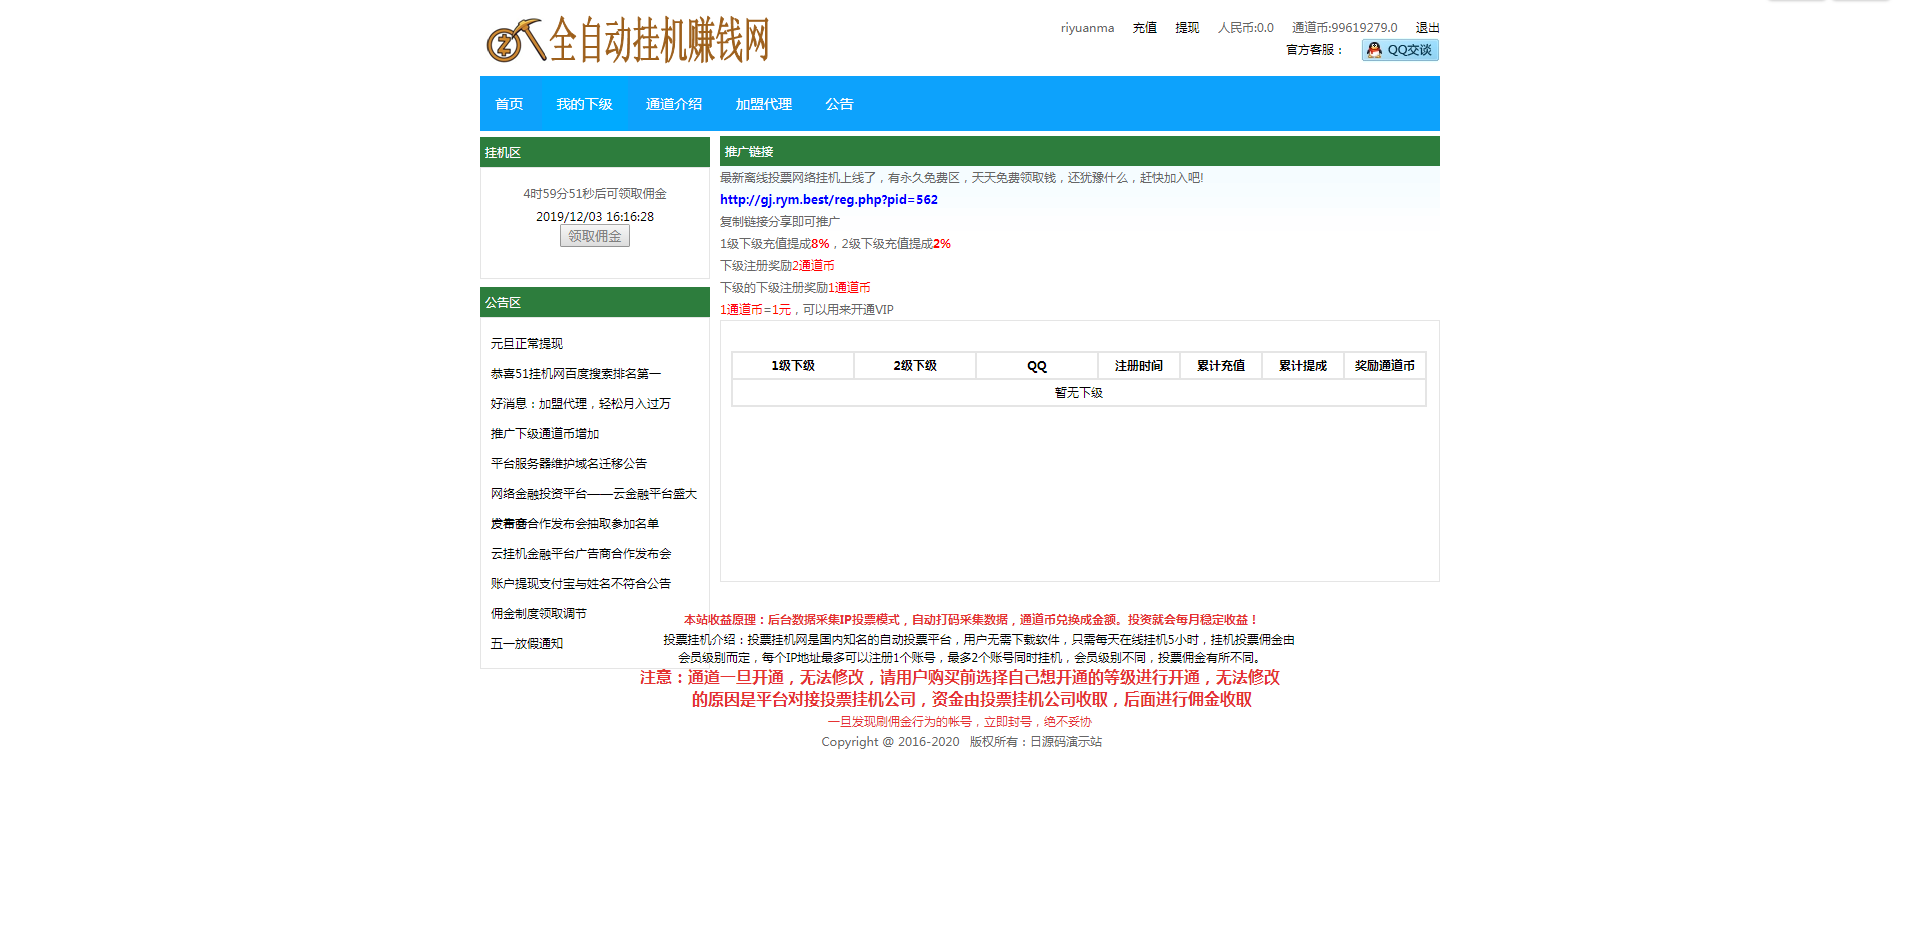 全自动挂机赚钱网
riyuanma 充值 提现 人民币:0.0 通道币:99619279.0 退出
官方客服： QQ交谈
首页 我的下级 通道介绍 加盟代理 公告
挂机区
4时59分51秒后可领取佣金
2019/12/03 16:16:28
领取佣金
公告区
元旦正常提现
恭喜51挂机网百度搜索排名第一
好消息：加盟代理，轻松月入过万
推广下级通道币增加
平台服务器维护域名迁移公告
网络金融投资平台——云金融平台盛大
合作发布会抽取参加名单
云挂机金融平台广告商合作发布会
账户提现支付宝与姓名不符合公告
佣金制度领取调节
五一放假通知
推广链接
最新离线投票网络挂机上线了，有永久免费区，天天免费领取钱，还犹豫什么，赶快加入吧!
http://gj.rym.best/reg.php?pid=562
复制链接分享即可推广
1级下级充值提成8%，2级下级充值提成2%
下级注册奖励2通道币
下级的下级注册奖励1通道币
1通道币=1元，可以用来开通VIP
1级下级 2级下级 QQ 注册时间 累计充值 累计提成 奖励通道币
暂无下级
本站收益原理：后台数据采集IP投票模式，自动打码采集数据，通道币兑换成金额。投资就会每月稳定收益！
投票挂机介绍：投票挂机网是国内知名的自动投票平台，用户无需下载软件，只需每天在线挂机5小时，挂机投票佣金由
会员级别而定，每个IP地址最多可以注册1个账号，最多2个账号同时挂机，会员级别不同，投票佣金有所不同。
注意：通道一旦开通，无法修改，请用户购买前选择自己想开通的等级进行开通，无法修改
的原因是平台对接投票挂机公司，资金由投票挂机公司收取，后面进行佣金收取
一旦发现刷佣金行为的帐号，立即封号，绝不妥协
Copyright @ 2016-2020 版权所有：日源码演示站